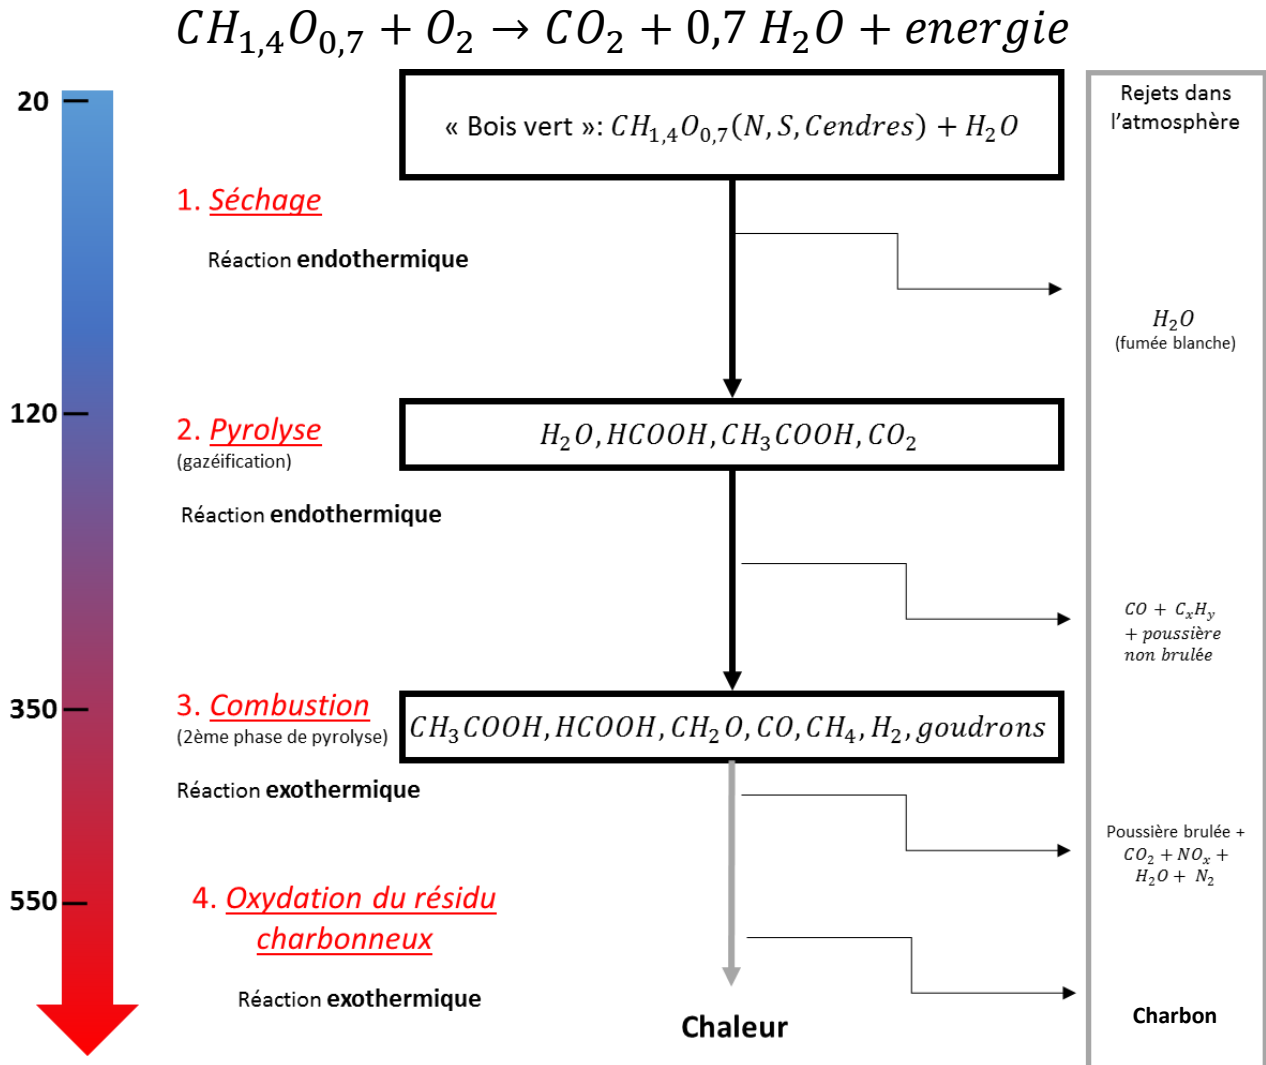 CH₁,₄O₀,₇ + O₂ → CO₂ + 0,7 H₂O + energie
20
« Bois vert »: CH₁,₄O₀,₇(N, S, Cendres) + H₂O
Rejets dans
l'atmosphère
1. Séchage
Réaction endothermique
H₂O
(fumée blanche)
120
2. Pyrolyse
(gazéification)
H₂O, HCOOH, CH₃COOH, CO₂
Réaction endothermique
CO + CₓHᵧ
+ poussière
non brulée
350
3. Combustion
(2ème phase de pyrolyse)
CH₃COOH, HCOOH, CH₂O, CO, CH₄, H₂, goudrons
Réaction exothermique
Poussière brulée +
CO₂ + NOₓ +
H₂O + N₂
550
4. Oxydation du résidu
charbonneux
Réaction exothermique
Chaleur
Charbon